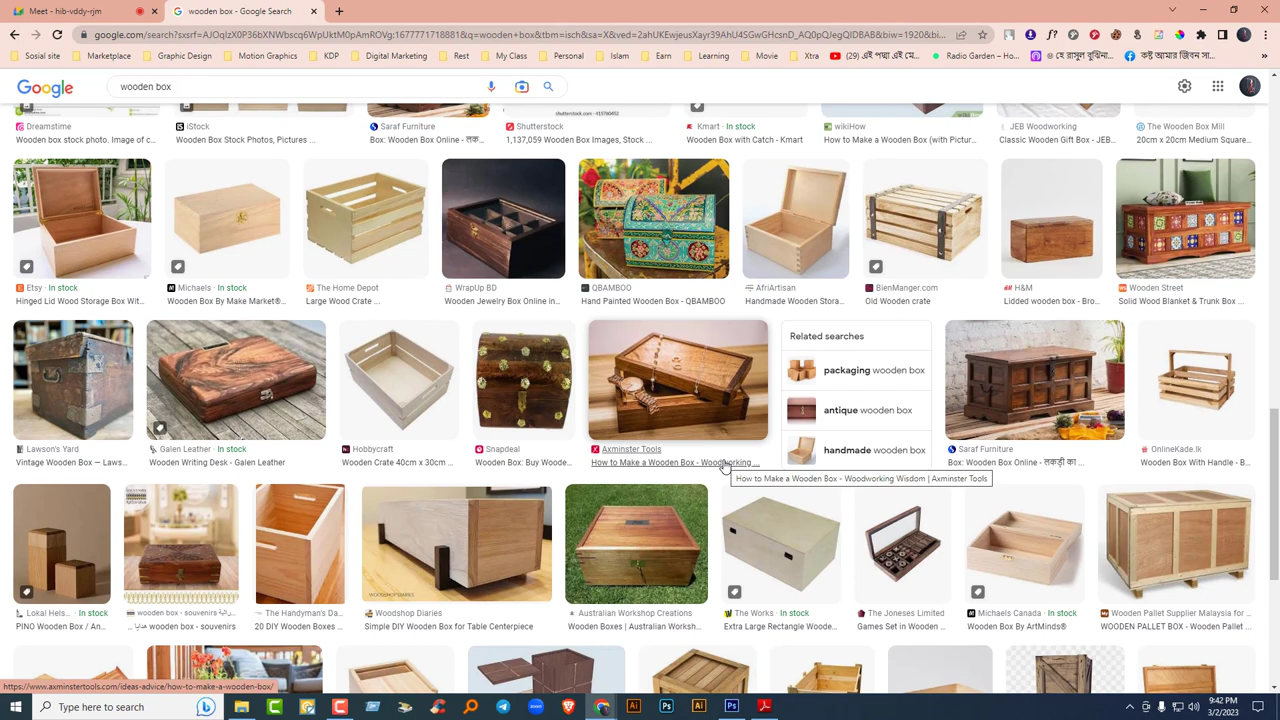 Meet - hib-vddy-rjm
wooden box - Google Search
google.com/search?sxsrf=AJOqlzX0P36bXNWbscq6WpUktM0pAmROVg:1677771718881&q=wooden+box&tbm=isch&sa=X&ved=2ahUKEwjeusXayr39AhU4SGwGHcsnD_AQ0pQJegQIDBAB&biw=1920&bi...
Social site
Marketing
Graphics Design
KDP
Digital Marketing
Rest
My Class
Personal
Hand
Islam
Earn
Music
Movie
Xtra
Radio Garden – Ho...
Google
wooden box
Dreamstime
Wooden box stock photo. Image of c...
iStock
Wooden Box Stock Photos, Pictures ...
Saraf Furniture
Box: Wooden Box Online - लक...
Shutterstock
1,137,059 Wooden Box Images, Stock ...
Kmart · In stock
Wooden Box with Catch - Kmart
wikiHow
How to Make a Wooden Box (with Pictur...
JEB Woodworking
Classic Wooden Gift Box - JEB...
The Wooden Box Mill
20cm x 20cm Medium Square...
Etsy · In stock
Hinged Lid Wood Storage Box Wit...
Michaels · In stock
Wooden Box By Make Market®...
The Home Depot
Large Wood Crate ...
WrapUp BD
Wooden Jewelry Box Online in...
QBAMBOO
Hand Painted Wooden Box - QBAMBOO
AfriArtisan
Handmade Wooden Stora...
BienManger.com
Old Wooden crate
H&M
Lidded wooden box - Bro...
Wooden Street
Solid Wood Blanket & Trunk Box ...
Lawson's Yard
Vintage Wooden Box — Laws...
Galen Leather · In stock
Wooden Writing Desk - Galen Leather
Hobbycraft
Wooden Crate 40cm x 30cm ...
Snapdeal
Wooden Box: Buy Woode...
Axminster Tools
How to Make a Wooden Box - Woodworking ...
Related searches
packaging wooden box
antique wooden box
handmade wooden box
Saraf Furniture
Box: Wooden Box Online - लकड़ी का ...
OnlineKade.lk
Wooden Box With Handle - B...
How to Make a Wooden Box - Woodworking Wisdom | Axminster Tools
WOODSHOP DIARIES
Lokal Hels... · In stock
PINO Wooden Box / An...
wooden box - souvenirs
wooden box - souvenirs
The Handyman's Da...
20 DIY Wooden Boxes ...
Woodshop Diaries
Simple DIY Wooden Box for Table Centerpiece
Australian Workshop Creations
Wooden Boxes | Australian Worksh...
The Works · In stock
Extra Large Rectangle Woode...
The Joneses Limited
Games Set in Wooden ...
Michaels Canada · In stock
Wooden Box By ArtMinds®
Wooden Pallet Supplier Malaysia for ...
WOODEN PALLET BOX - Wooden Pallet ...
https://www.axminstertools.com/ideas-advice/how-to-make-a-wooden-box/
Type here to search
9:42 PM
3/2/2023